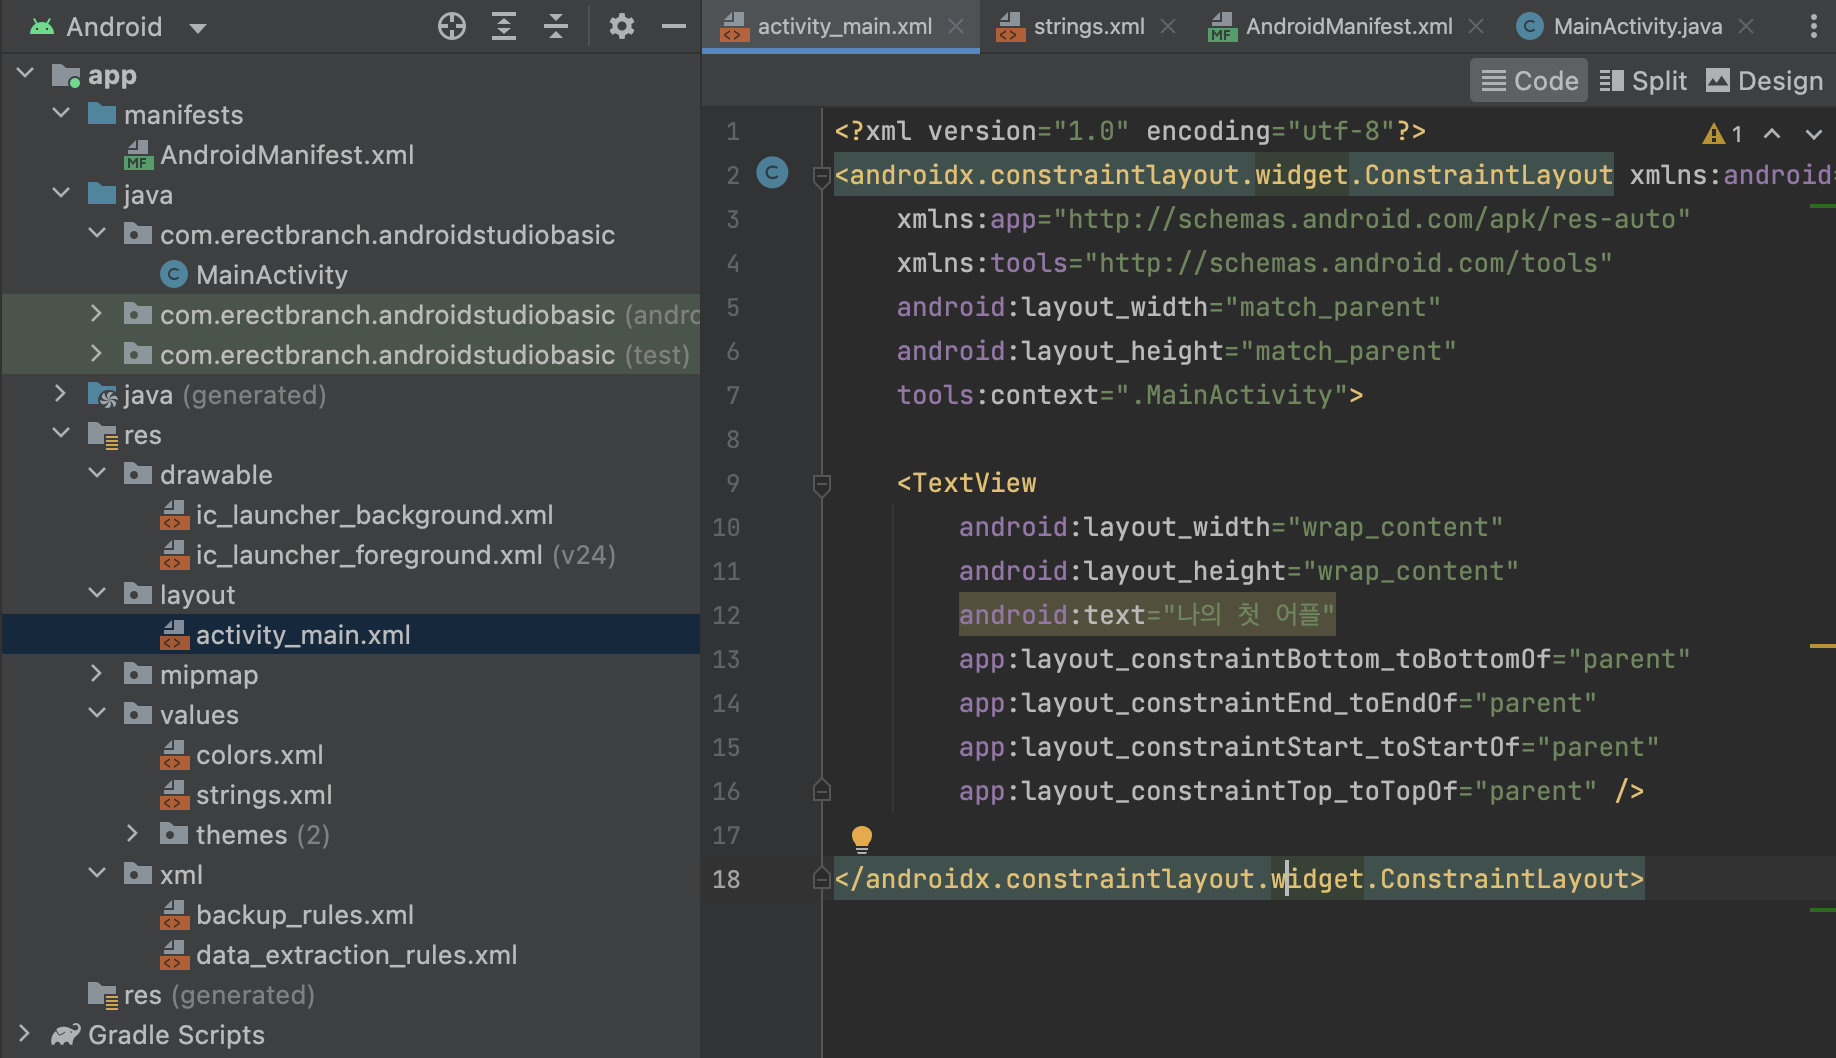 Android
app
manifests
AndroidManifest.xml
java
com.erectbranch.androidstudiobasic
MainActivity
com.erectbranch.androidstudiobasic (andro
com.erectbranch.androidstudiobasic (test)
java (generated)
res
drawable
ic_launcher_background.xml
ic_launcher_foreground.xml (v24)
layout
activity_main.xml
mipmap
values
colors.xml
strings.xml
themes (2)
xml
backup_rules.xml
data_extraction_rules.xml
res (generated)
Gradle Scripts
activity_main.xml strings.xml AndroidManifest.xml MainActivity.java
Code Split Design
1
1 <?xml version="1.0" encoding="utf-8"?>
2 <androidx.constraintlayout.widget.ConstraintLayout xmlns:android=
3 xmlns:app="http://schemas.android.com/apk/res-auto"
4 xmlns:tools="http://schemas.android.com/tools"
5 android:layout_width="match_parent"
6 android:layout_height="match_parent"
7 tools:context=".MainActivity">
8
9 <TextView
10 android:layout_width="wrap_content"
11 android:layout_height="wrap_content"
12 android:text="나의 첫 어플"
13 app:layout_constraintBottom_toBottomOf="parent"
14 app:layout_constraintEnd_toEndOf="parent"
15 app:layout_constraintStart_toStartOf="parent"
16 app:layout_constraintTop_toTopOf="parent" />
17
18 </androidx.constraintlayout.widget.ConstraintLayout>